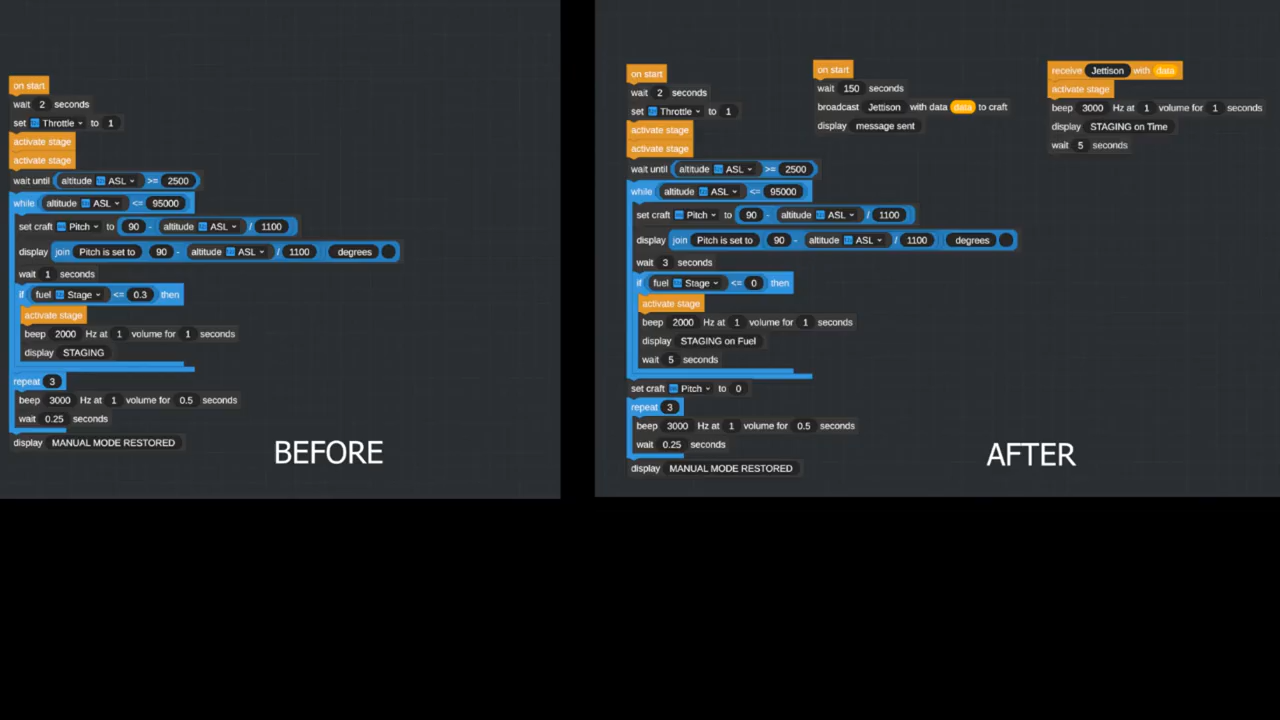 on start
wait 2 seconds
set Throttle to 1
activate stage
activate stage
wait until altitude ASL >= 2500
while altitude ASL <= 95000
set craft Pitch to 90 - altitude ASL / 1100
display join Pitch is set to 90 - altitude ASL / 1100 degrees
wait 1 seconds
if fuel Stage <= 0.3 then
activate stage
beep 2000 Hz at 1 volume for 1 seconds
display STAGING
repeat 3
beep 3000 Hz at 1 volume for 0.5 seconds
wait 0.25 seconds
display MANUAL MODE RESTORED
BEFORE
on start
wait 2 seconds
set Throttle to 1
activate stage
activate stage
wait until altitude ASL >= 2500
while altitude ASL <= 95000
set craft Pitch to 90 - altitude ASL / 1100
display join Pitch is set to 90 - altitude ASL / 1100 degrees
wait 3 seconds
if fuel Stage <= 0 then
activate stage
beep 2000 Hz at 1 volume for 1 seconds
display STAGING on Fuel
wait 5 seconds
set craft Pitch to 0
repeat 3
beep 3000 Hz at 1 volume for 0.5 seconds
wait 0.25 seconds
display MANUAL MODE RESTORED
on start
wait 150 seconds
broadcast Jettison with data data to craft
display message sent
receive Jettison with data
activate stage
beep 3000 Hz at 1 volume for 1 seconds
display STAGING on Time
wait 5 seconds
AFTER